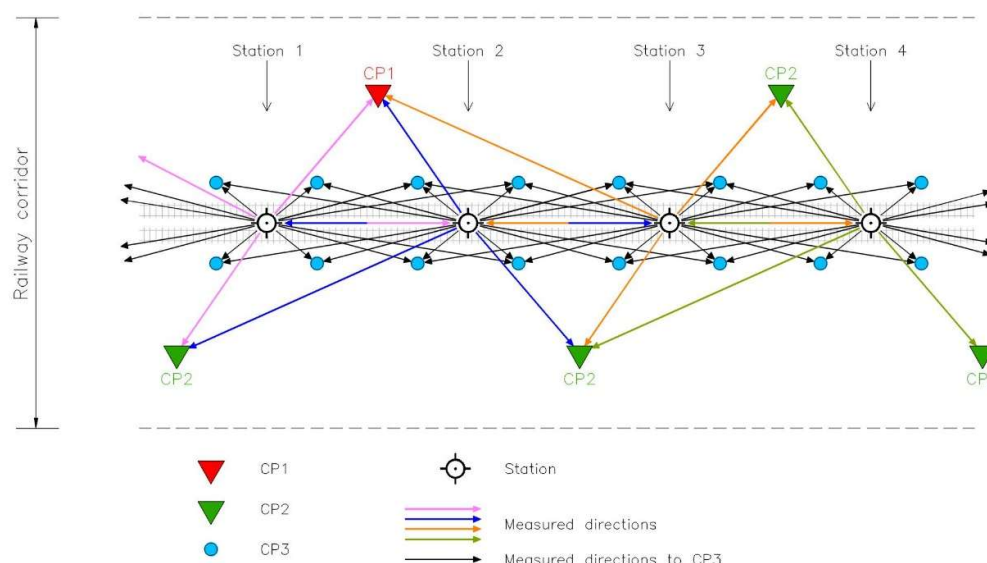 Station 1
Station 2
Station 3
Station 4
CP1
CP2
Railway corridor
CP2
CP2
CP
CP1
Station
CP2
Measured directions
CP3
Measured directions to CP3